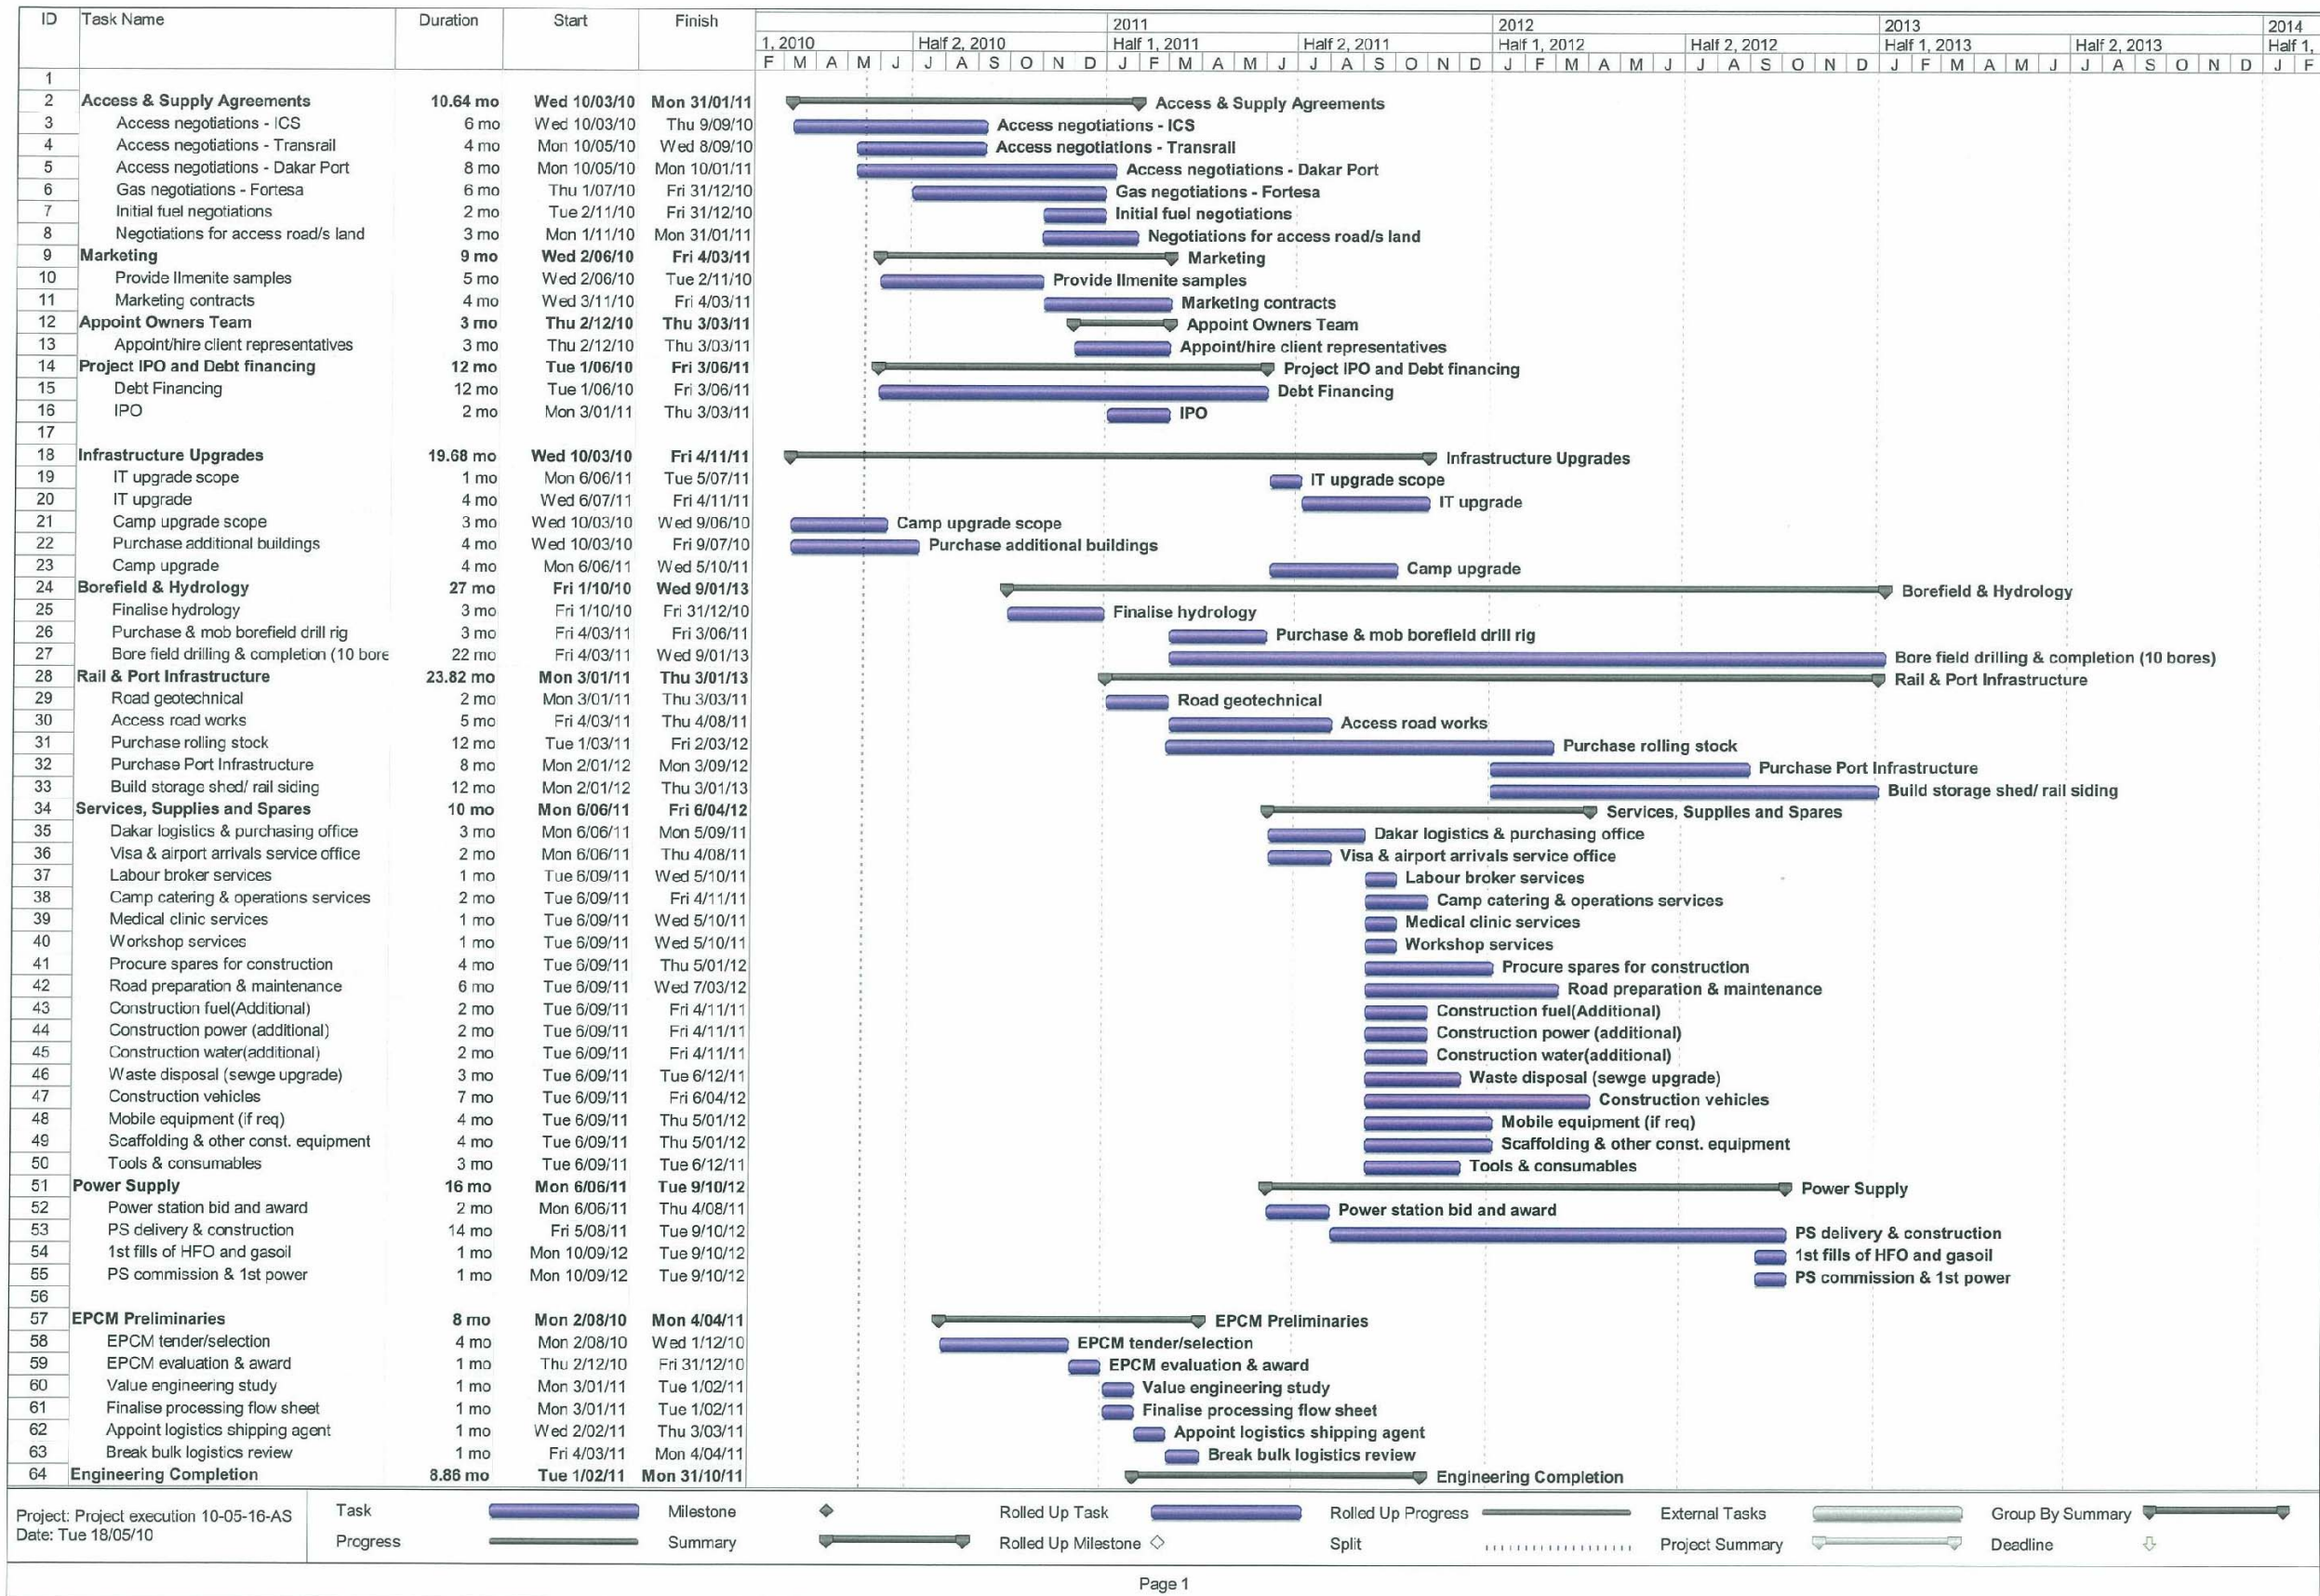 ID Task Name Duration Start Finish 2011 2012 2013 2014
1, 2010 Half 2, 2010 Half 1, 2011 Half 2, 2011 Half 1, 2012 Half 2, 2012 Half 1, 2013 Half 2, 2013 Half 1,
F M A M J J A S O N D J F M A M J J A S O N D J F M A M J J A S O N D J F M A M J J A S O N D J F
1
2 Access & Supply Agreements 10.64 mo Wed 10/03/10 Mon 31/01/11 Access & Supply Agreements
3 Access negotiations - ICS 6 mo Wed 10/03/10 Thu 9/09/10 Access negotiations - ICS
4 Access negotiations - Transrail 4 mo Mon 10/05/10 Wed 8/09/10 Access negotiations - Transrail
5 Access negotiations - Dakar Port 8 mo Mon 10/05/10 Mon 10/01/11 Access negotiations - Dakar Port
6 Gas negotiations - Fortesa 6 mo Thu 1/07/10 Fri 31/12/10 Gas negotiations - Fortesa
7 Initial fuel negotiations 2 mo Tue 2/11/10 Fri 31/12/10 Initial fuel negotiations
8 Negotiations for access road/s land 3 mo Mon 1/11/10 Mon 31/01/11 Negotiations for access road/s land
9 Marketing 9 mo Wed 2/06/10 Fri 4/03/11 Marketing
10 Provide Ilmenite samples 5 mo Wed 2/06/10 Tue 2/11/10 Provide Ilmenite samples
11 Marketing contracts 4 mo Wed 3/11/10 Fri 4/03/11 Marketing contracts
12 Appoint Owners Team 3 mo Thu 2/12/10 Thu 3/03/11 Appoint Owners Team
13 Appoint/hire client representatives 3 mo Thu 2/12/10 Thu 3/03/11 Appoint/hire client representatives
14 Project IPO and Debt financing 12 mo Tue 1/06/10 Fri 3/06/11 Project IPO and Debt financing
15 Debt Financing 12 mo Tue 1/06/10 Fri 3/06/11 Debt Financing
16 IPO 2 mo Mon 3/01/11 Thu 3/03/11 IPO
17
18 Infrastructure Upgrades 19.68 mo Wed 10/03/10 Fri 4/11/11 Infrastructure Upgrades
19 IT upgrade scope 1 mo Mon 6/06/11 Tue 5/07/11 IT upgrade scope
20 IT upgrade 4 mo Wed 6/07/11 Fri 4/11/11 IT upgrade
21 Camp upgrade scope 3 mo Wed 10/03/10 Wed 9/06/10 Camp upgrade scope
22 Purchase additional buildings 4 mo Wed 10/03/10 Fri 9/07/10 Purchase additional buildings
23 Camp upgrade 4 mo Mon 6/06/11 Wed 5/10/11 Camp upgrade
24 Borefield & Hydrology 27 mo Fri 1/10/10 Wed 9/01/13 Borefield & Hydrology
25 Finalise hydrology 3 mo Fri 1/10/10 Fri 31/12/10 Finalise hydrology
26 Purchase & mob borefield drill rig 3 mo Fri 4/03/11 Fri 3/06/11 Purchase & mob borefield drill rig
27 Bore field drilling & completion (10 bore 22 mo Fri 4/03/11 Wed 9/01/13 Bore field drilling & completion (10 bores)
28 Rail & Port Infrastructure 23.82 mo Mon 3/01/11 Thu 3/01/13 Rail & Port Infrastructure
29 Road geotechnical 2 mo Mon 3/01/11 Thu 3/03/11 Road geotechnical
30 Access road works 5 mo Fri 4/03/11 Thu 4/08/11 Access road works
31 Purchase rolling stock 12 mo Tue 1/03/11 Fri 2/03/12 Purchase rolling stock
32 Purchase Port Infrastructure 8 mo Mon 2/01/12 Mon 3/09/12 Purchase Port Infrastructure
33 Build storage shed/ rail siding 12 mo Mon 2/01/12 Thu 3/01/13 Build storage shed/ rail siding
34 Services, Supplies and Spares 10 mo Mon 6/06/11 Fri 6/04/12 Services, Supplies and Spares
35 Dakar logistics & purchasing office 3 mo Mon 6/06/11 Mon 5/09/11 Dakar logistics & purchasing office
36 Visa & airport arrivals service office 2 mo Mon 6/06/11 Thu 4/08/11 Visa & airport arrivals service office
37 Labour broker services 1 mo Tue 6/09/11 Wed 5/10/11 Labour broker services
38 Camp catering & operations services 2 mo Tue 6/09/11 Fri 4/11/11 Camp catering & operations services
39 Medical clinic services 1 mo Tue 6/09/11 Wed 5/10/11 Medical clinic services
40 Workshop services 1 mo Tue 6/09/11 Wed 5/10/11 Workshop services
41 Procure spares for construction 4 mo Tue 6/09/11 Thu 5/01/12 Procure spares for construction
42 Road preparation & maintenance 6 mo Tue 6/09/11 Wed 7/03/12 Road preparation & maintenance
43 Construction fuel(Additional) 2 mo Tue 6/09/11 Fri 4/11/11 Construction fuel(Additional)
44 Construction power (additional) 2 mo Tue 6/09/11 Fri 4/11/11 Construction power (additional)
45 Construction water(additional) 2 mo Tue 6/09/11 Fri 4/11/11 Construction water(additional)
46 Waste disposal (sewge upgrade) 3 mo Tue 6/09/11 Tue 6/12/11 Waste disposal (sewge upgrade)
47 Construction vehicles 7 mo Tue 6/09/11 Fri 6/04/12 Construction vehicles
48 Mobile equipment (if req) 4 mo Tue 6/09/11 Thu 5/01/12 Mobile equipment (if req)
49 Scaffolding & other const. equipment 4 mo Tue 6/09/11 Thu 5/01/12 Scaffolding & other const. equipment
50 Tools & consumables 3 mo Tue 6/09/11 Tue 6/12/11 Tools & consumables
51 Power Supply 16 mo Mon 6/06/11 Tue 9/10/12 Power Supply
52 Power station bid and award 2 mo Mon 6/06/11 Thu 4/08/11 Power station bid and award
53 PS delivery & construction 14 mo Fri 5/08/11 Tue 9/10/12 PS delivery & construction
54 1st fills of HFO and gasoil 1 mo Mon 10/09/12 Tue 9/10/12 1st fills of HFO and gasoil
55 PS commission & 1st power 1 mo Mon 10/09/12 Tue 9/10/12 PS commission & 1st power
56
57 EPCM Preliminaries 8 mo Mon 2/08/10 Mon 4/04/11 EPCM Preliminaries
58 EPCM tender/selection 4 mo Mon 2/08/10 Wed 1/12/10 EPCM tender/selection
59 EPCM evaluation & award 1 mo Thu 2/12/10 Fri 31/12/10 EPCM evaluation & award
60 Value engineering study 1 mo Mon 3/01/11 Tue 1/02/11 Value engineering study
61 Finalise processing flow sheet 1 mo Mon 3/01/11 Tue 1/02/11 Finalise processing flow sheet
62 Appoint logistics shipping agent 1 mo Wed 2/02/11 Thu 3/03/11 Appoint logistics shipping agent
63 Break bulk logistics review 1 mo Fri 4/03/11 Mon 4/04/11 Break bulk logistics review
64 Engineering Completion 8.86 mo Tue 1/02/11 Mon 31/10/11 Engineering Completion
Project: Project execution 10-05-16-AS Task Milestone Rolled Up Task Rolled Up Progress External Tasks Group By Summary
Date: Tue 18/05/10 Progress Summary Rolled Up Milestone Split Project Summary Deadline
Page 1